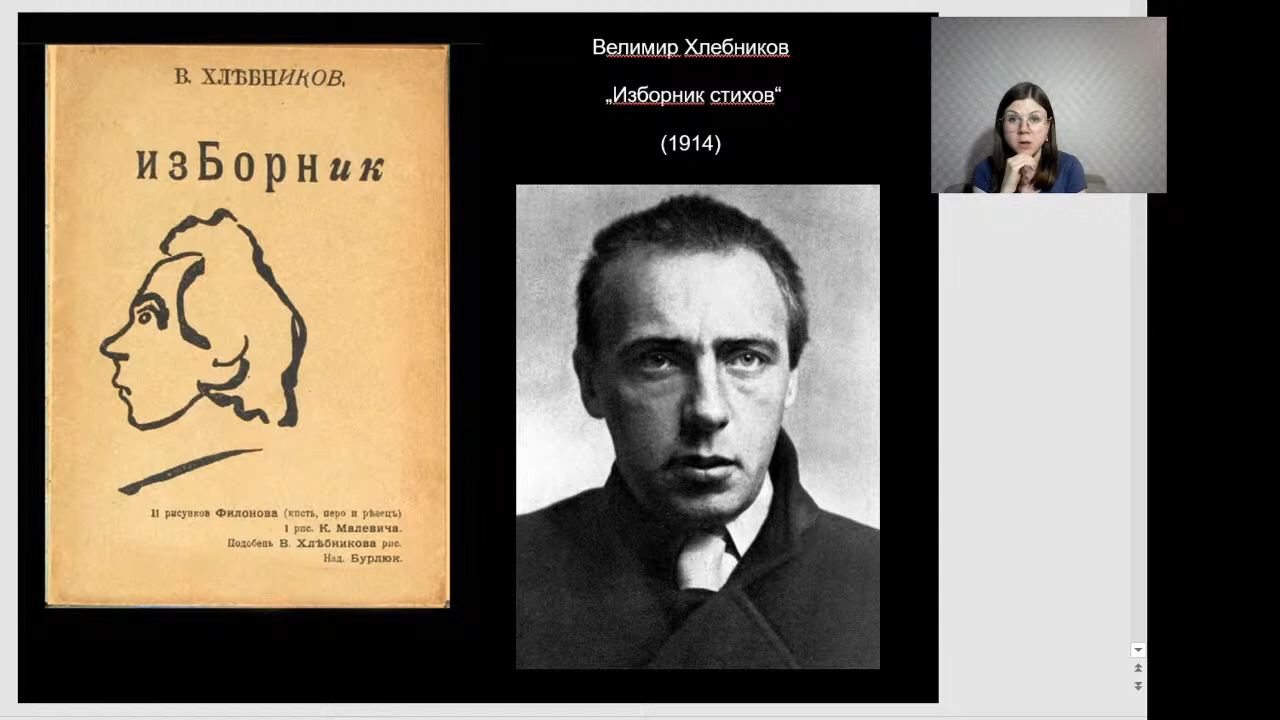 В. ХЛѢБНИКОВ.
изБорник
11 рисунков Филонова (кисть, перо и рѣзец)
1 рис. К. Малевича.
Подобень В. Хлѣбникова рис.
Над. Бурлюк.
Велимир Хлебников
„Изборник стихов“
(1914)